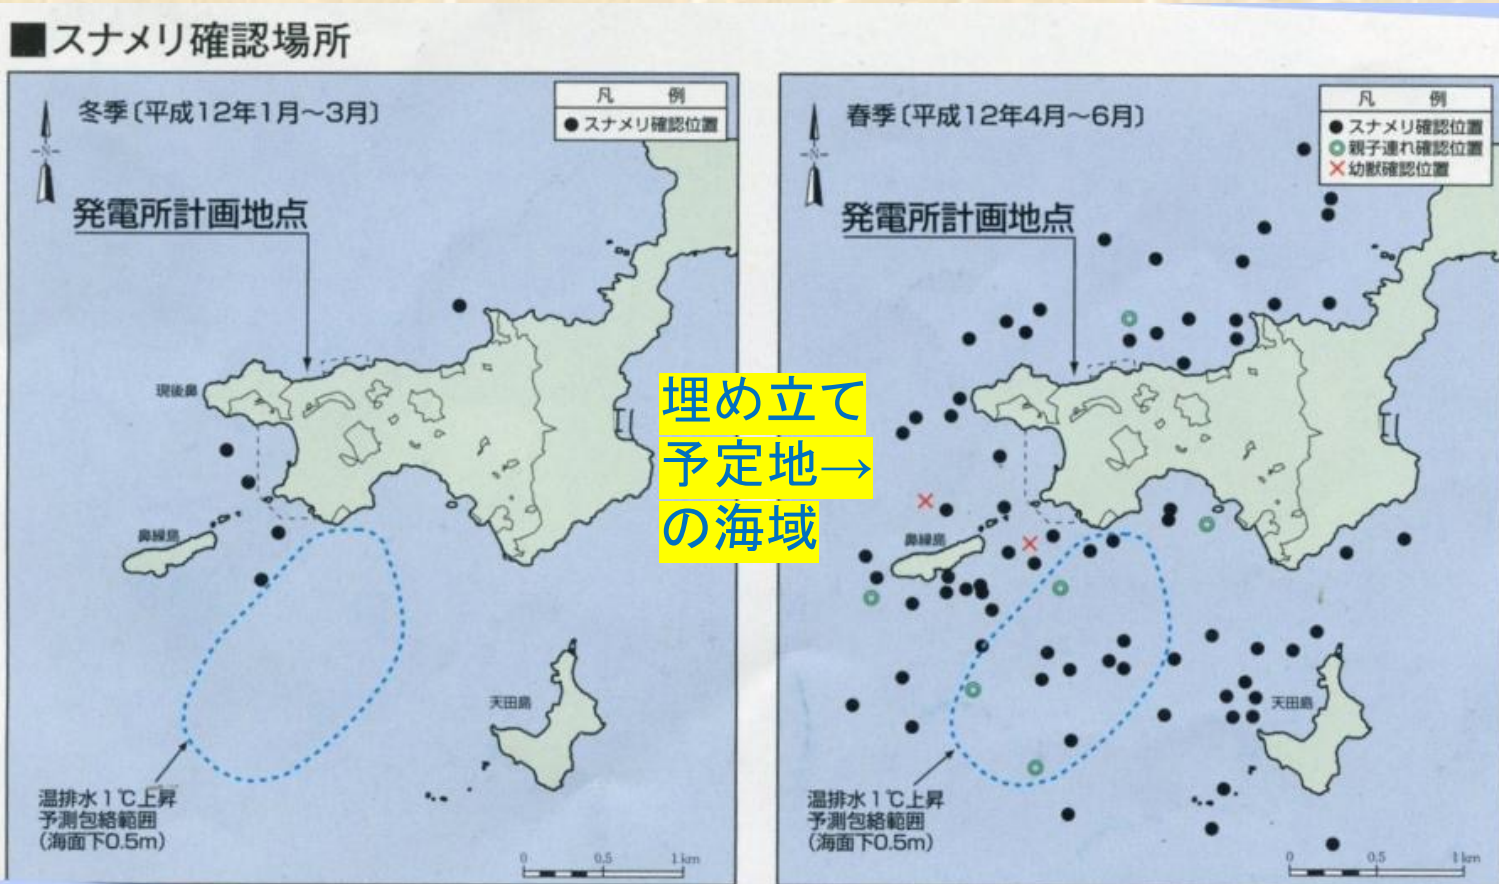 ■スナメリ確認場所
冬季〔平成12年1月～3月〕
凡 例
●スナメリ確認位置
N
発電所計画地点
鼻繰島
天田島
温排水1℃上昇
予測包絡範囲
(海面下0.5m)
0 0.5 1km
埋め立て
予定地→
の海域
春季〔平成12年4月～6月〕
凡 例
●スナメリ確認位置
◎親子連れ確認位置
×幼獣確認位置
N
発電所計画地点
鼻繰島
天田島
温排水1℃上昇
予測包絡範囲
(海面下0.5m)
0 0.5 1km